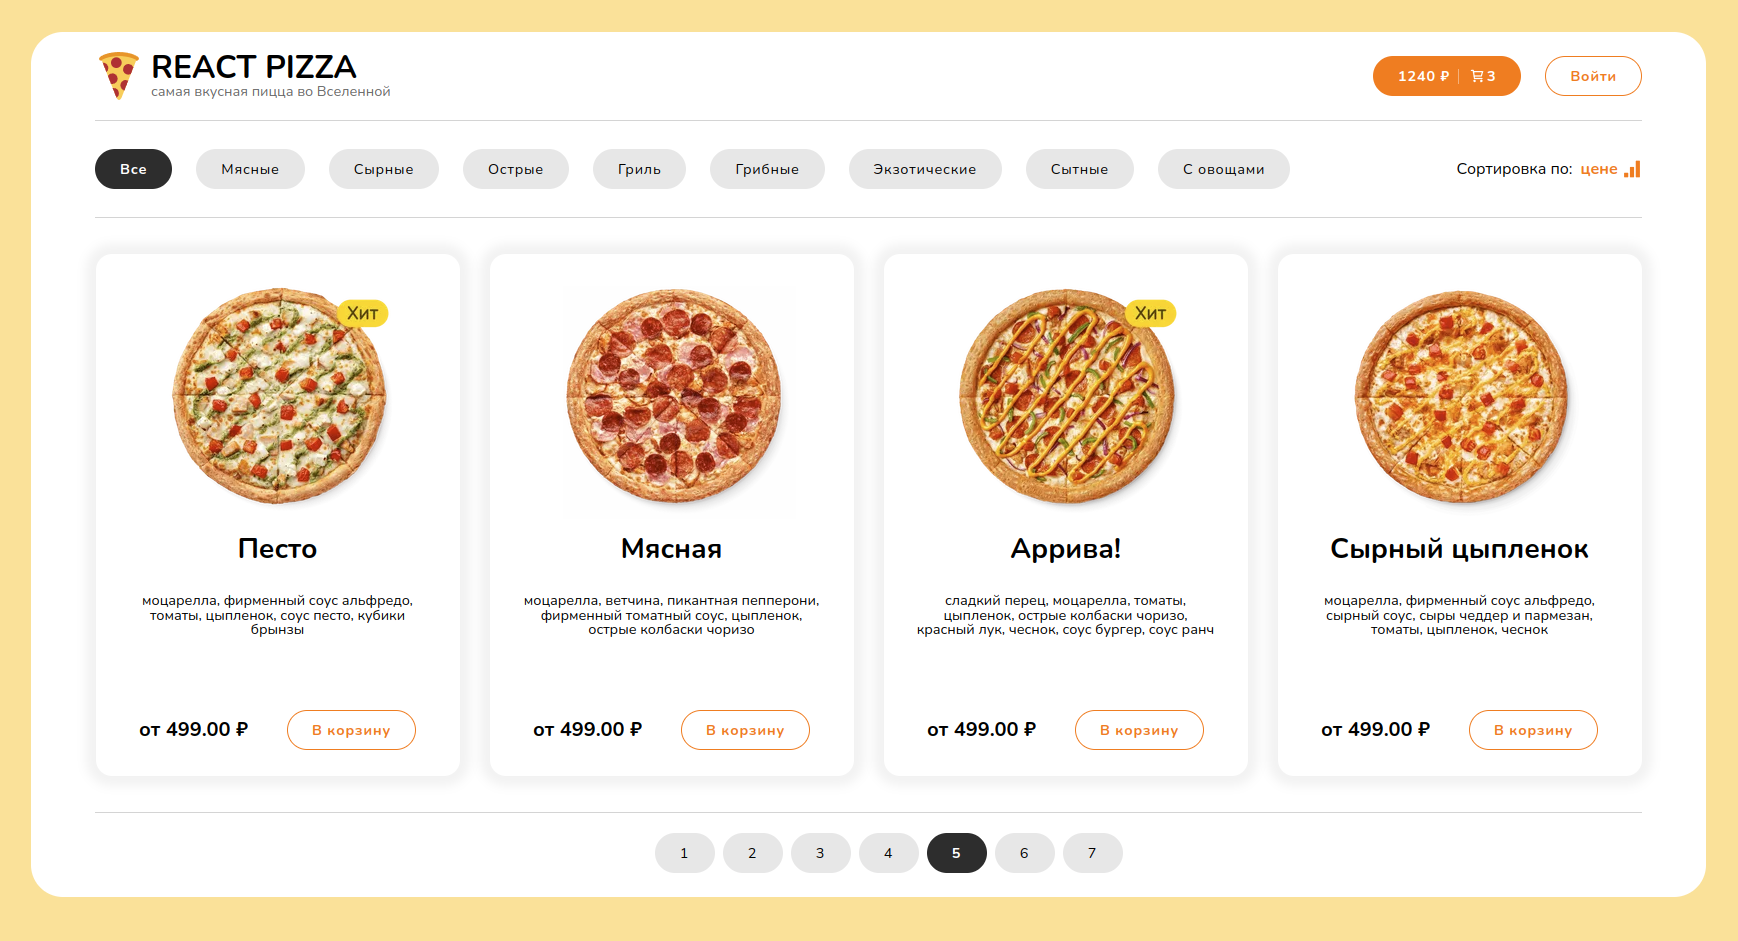 REACT PIZZA
самая вкусная пицца во Вселенной
1240 ₽
3
Войти
Все
Мясные
Сырные
Острые
Гриль
Грибные
Экзотические
Сытные
С овощами
Сортировка по: цене
Хит
Песто
моцарелла, фирменный соус альфредо,
томаты, цыпленок, соус песто, кубики
брынзы
от 499.00 ₽
В корзину
Мясная
моцарелла, ветчина, пикантная пепперони,
фирменный томатный соус, цыпленок,
острые колбаски чоризо
от 499.00 ₽
В корзину
Хит
Аррива!
сладкий перец, моцарелла, томаты,
цыпленок, острые колбаски чоризо,
красный лук, чеснок, соус бургер, соус ранч
от 499.00 ₽
В корзину
Сырный цыпленок
моцарелла, фирменный соус альфредо,
сырный соус, сыры чеддер и пармезан,
томаты, цыпленок, чеснок
от 499.00 ₽
В корзину
1
2
3
4
5
6
7